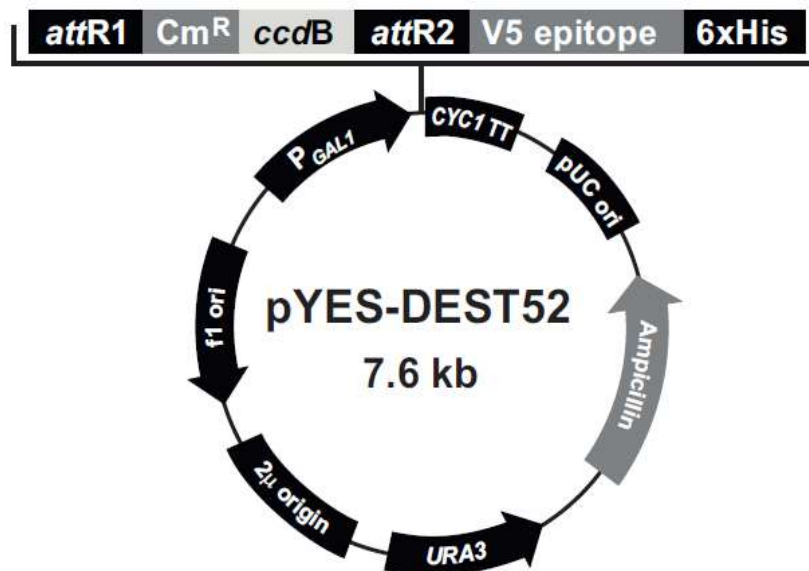 attR1 CmR ccdB attR2 V5 epitope 6xHis
PGAL1
CYC1 TT
pUC ori
Ampicillin
URA3
2µ origin
f1 ori
pYES-DEST52
7.6 kb